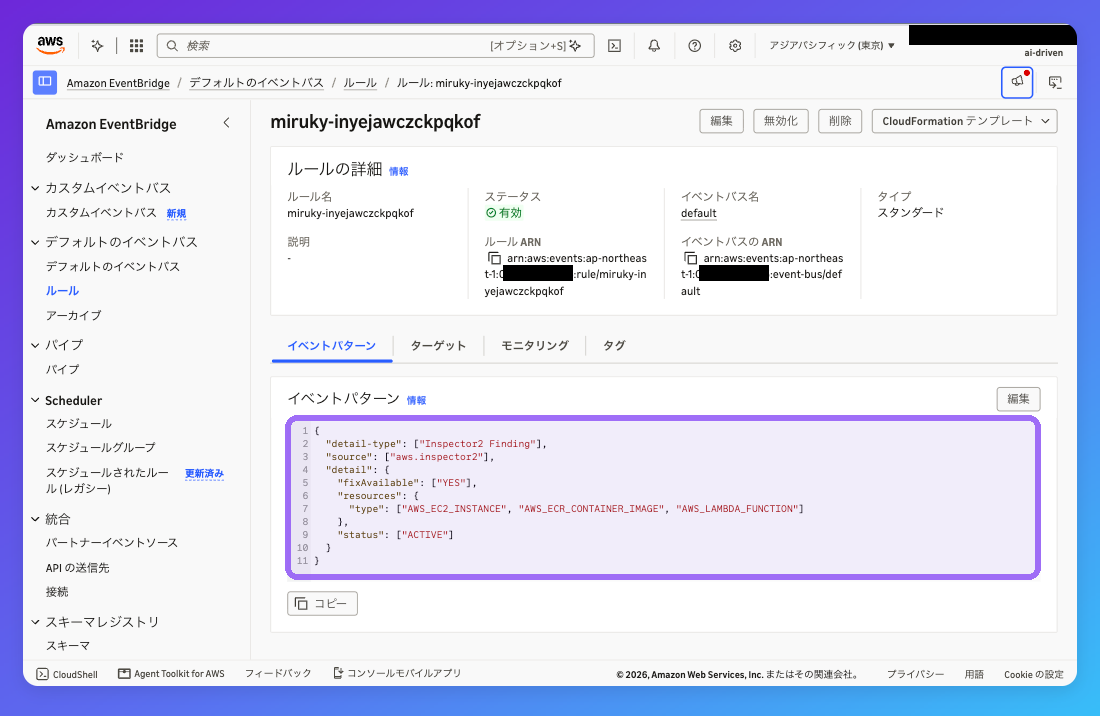 aws
検索
[オプション+S]
アジアパシフィック (東京) ▼
ai-driven
Amazon EventBridge / デフォルトのイベントバス / ルール / ルール: miruky-inyejawczckpqkof
Amazon EventBridge
ダッシュボード
カスタムイベントバス
カスタムイベントバス 新規
デフォルトのイベントバス
デフォルトのイベントバス
ルール
アーカイブ
パイプ
パイプ
Scheduler
スケジュール
スケジュールグループ
スケジュールされたルー
ル (レガシー)
更新済み
統合
パートナーイベントソース
API の送信先
接続
スキーマレジストリ
スキーマ
miruky-inyejawczckpqkof
編集
無効化
削除
CloudFormation テンプレート
ルールの詳細 情報
ルール名
miruky-inyejawczckpqkof
説明
-
ステータス
有効
ルール ARN
arn:aws:events:ap-northeas
t-1:0 :rule/miruky-in
yejawczckpqkof
イベントバス名
default
イベントバスの ARN
arn:aws:events:ap-northeas
t-1:0 :event-bus/def
ault
タイプ
スタンダード
イベントパターン
ターゲット
モニタリング
タグ
イベントパターン 情報
編集
1 {
2 "detail-type": ["Inspector2 Finding"],
3 "source": ["aws.inspector2"],
4 "detail": {
5 "fixAvailable": ["YES"],
6 "resources": {
7 "type": ["AWS_EC2_INSTANCE", "AWS_ECR_CONTAINER_IMAGE", "AWS_LAMBDA_FUNCTION"]
8 },
9 "status": ["ACTIVE"]
10 }
11 }
コピー
CloudShell
Agent Toolkit for AWS
フィードバック
コンソールモバイルアプリ
© 2026, Amazon Web Services, Inc. またはその関連会社。
プライバシー
用語
Cookie の設定